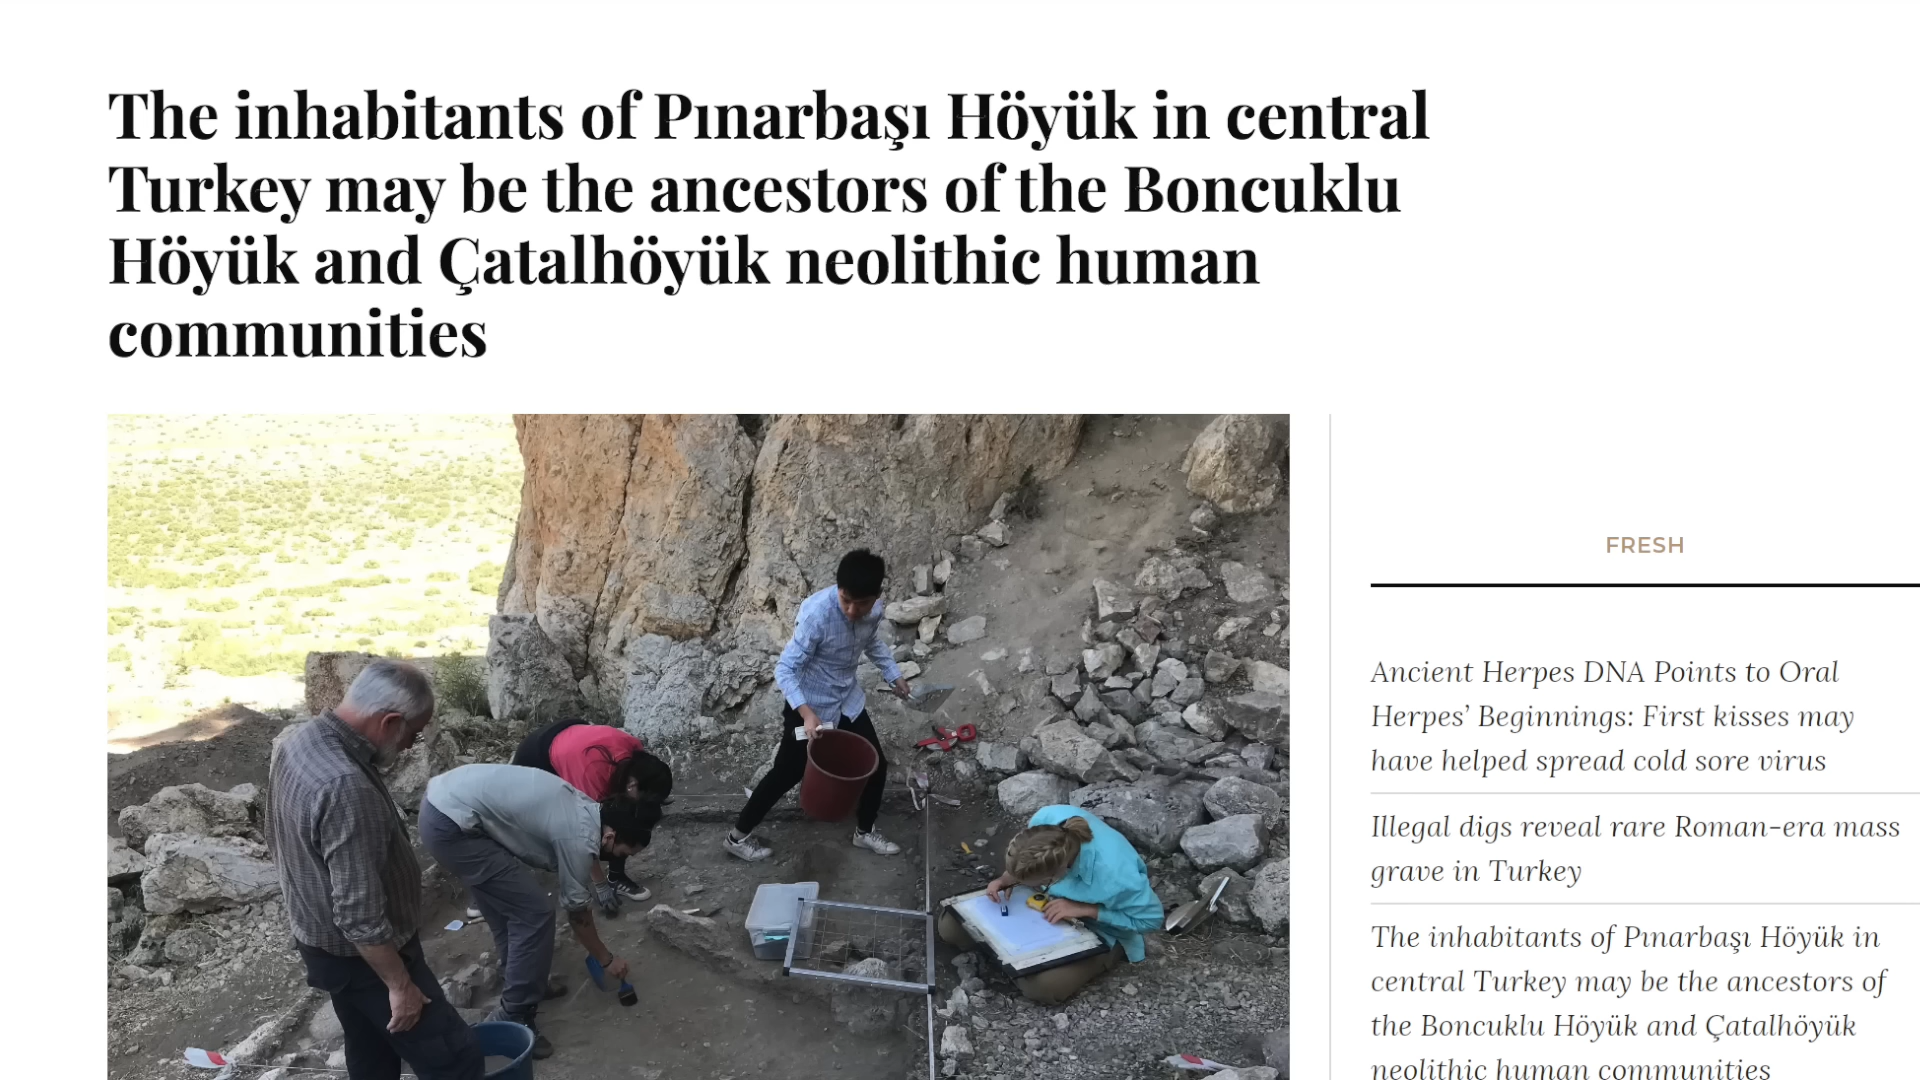 The inhabitants of Pınarbaşı Höyük in central
Turkey may be the ancestors of the Boncuklu
Höyük and Çatalhöyük neolithic human
communities
FRESH
Ancient Herpes DNA Points to Oral
Herpes’ Beginnings: First kisses may
have helped spread cold sore virus
Illegal digs reveal rare Roman-era mass
grave in Turkey
The inhabitants of Pınarbaşı Höyük in
central Turkey may be the ancestors of
the Boncuklu Höyük and Çatalhöyük
neolithic human communities